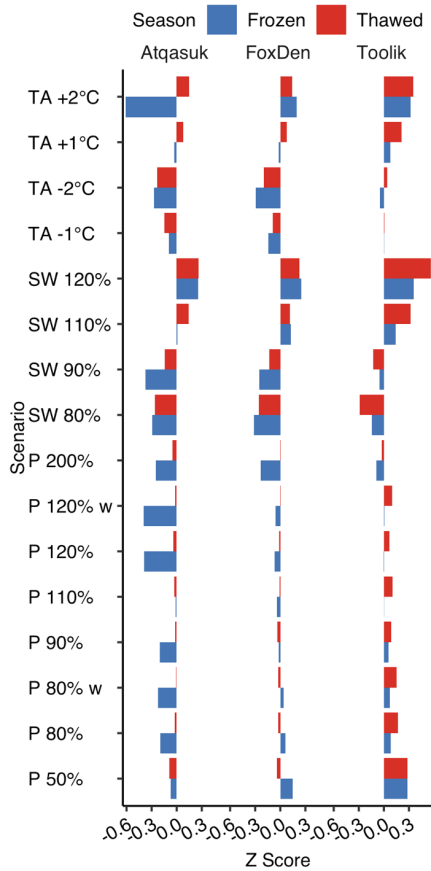 Season Frozen Thawed
Atqasuk FoxDen Toolik
TA +2°C
TA +1°C
TA -2°C
TA -1°C
SW 120%
SW 110%
SW 90%
SW 80%
P 200%
P 120% w
P 120%
P 110%
P 90%
P 80% w
P 80%
P 50%
Scenario
-0.6 -0.3 0.0 0.3 -0.6 -0.3 0.0 0.3 -0.6 -0.3 0.0 0.3
Z Score